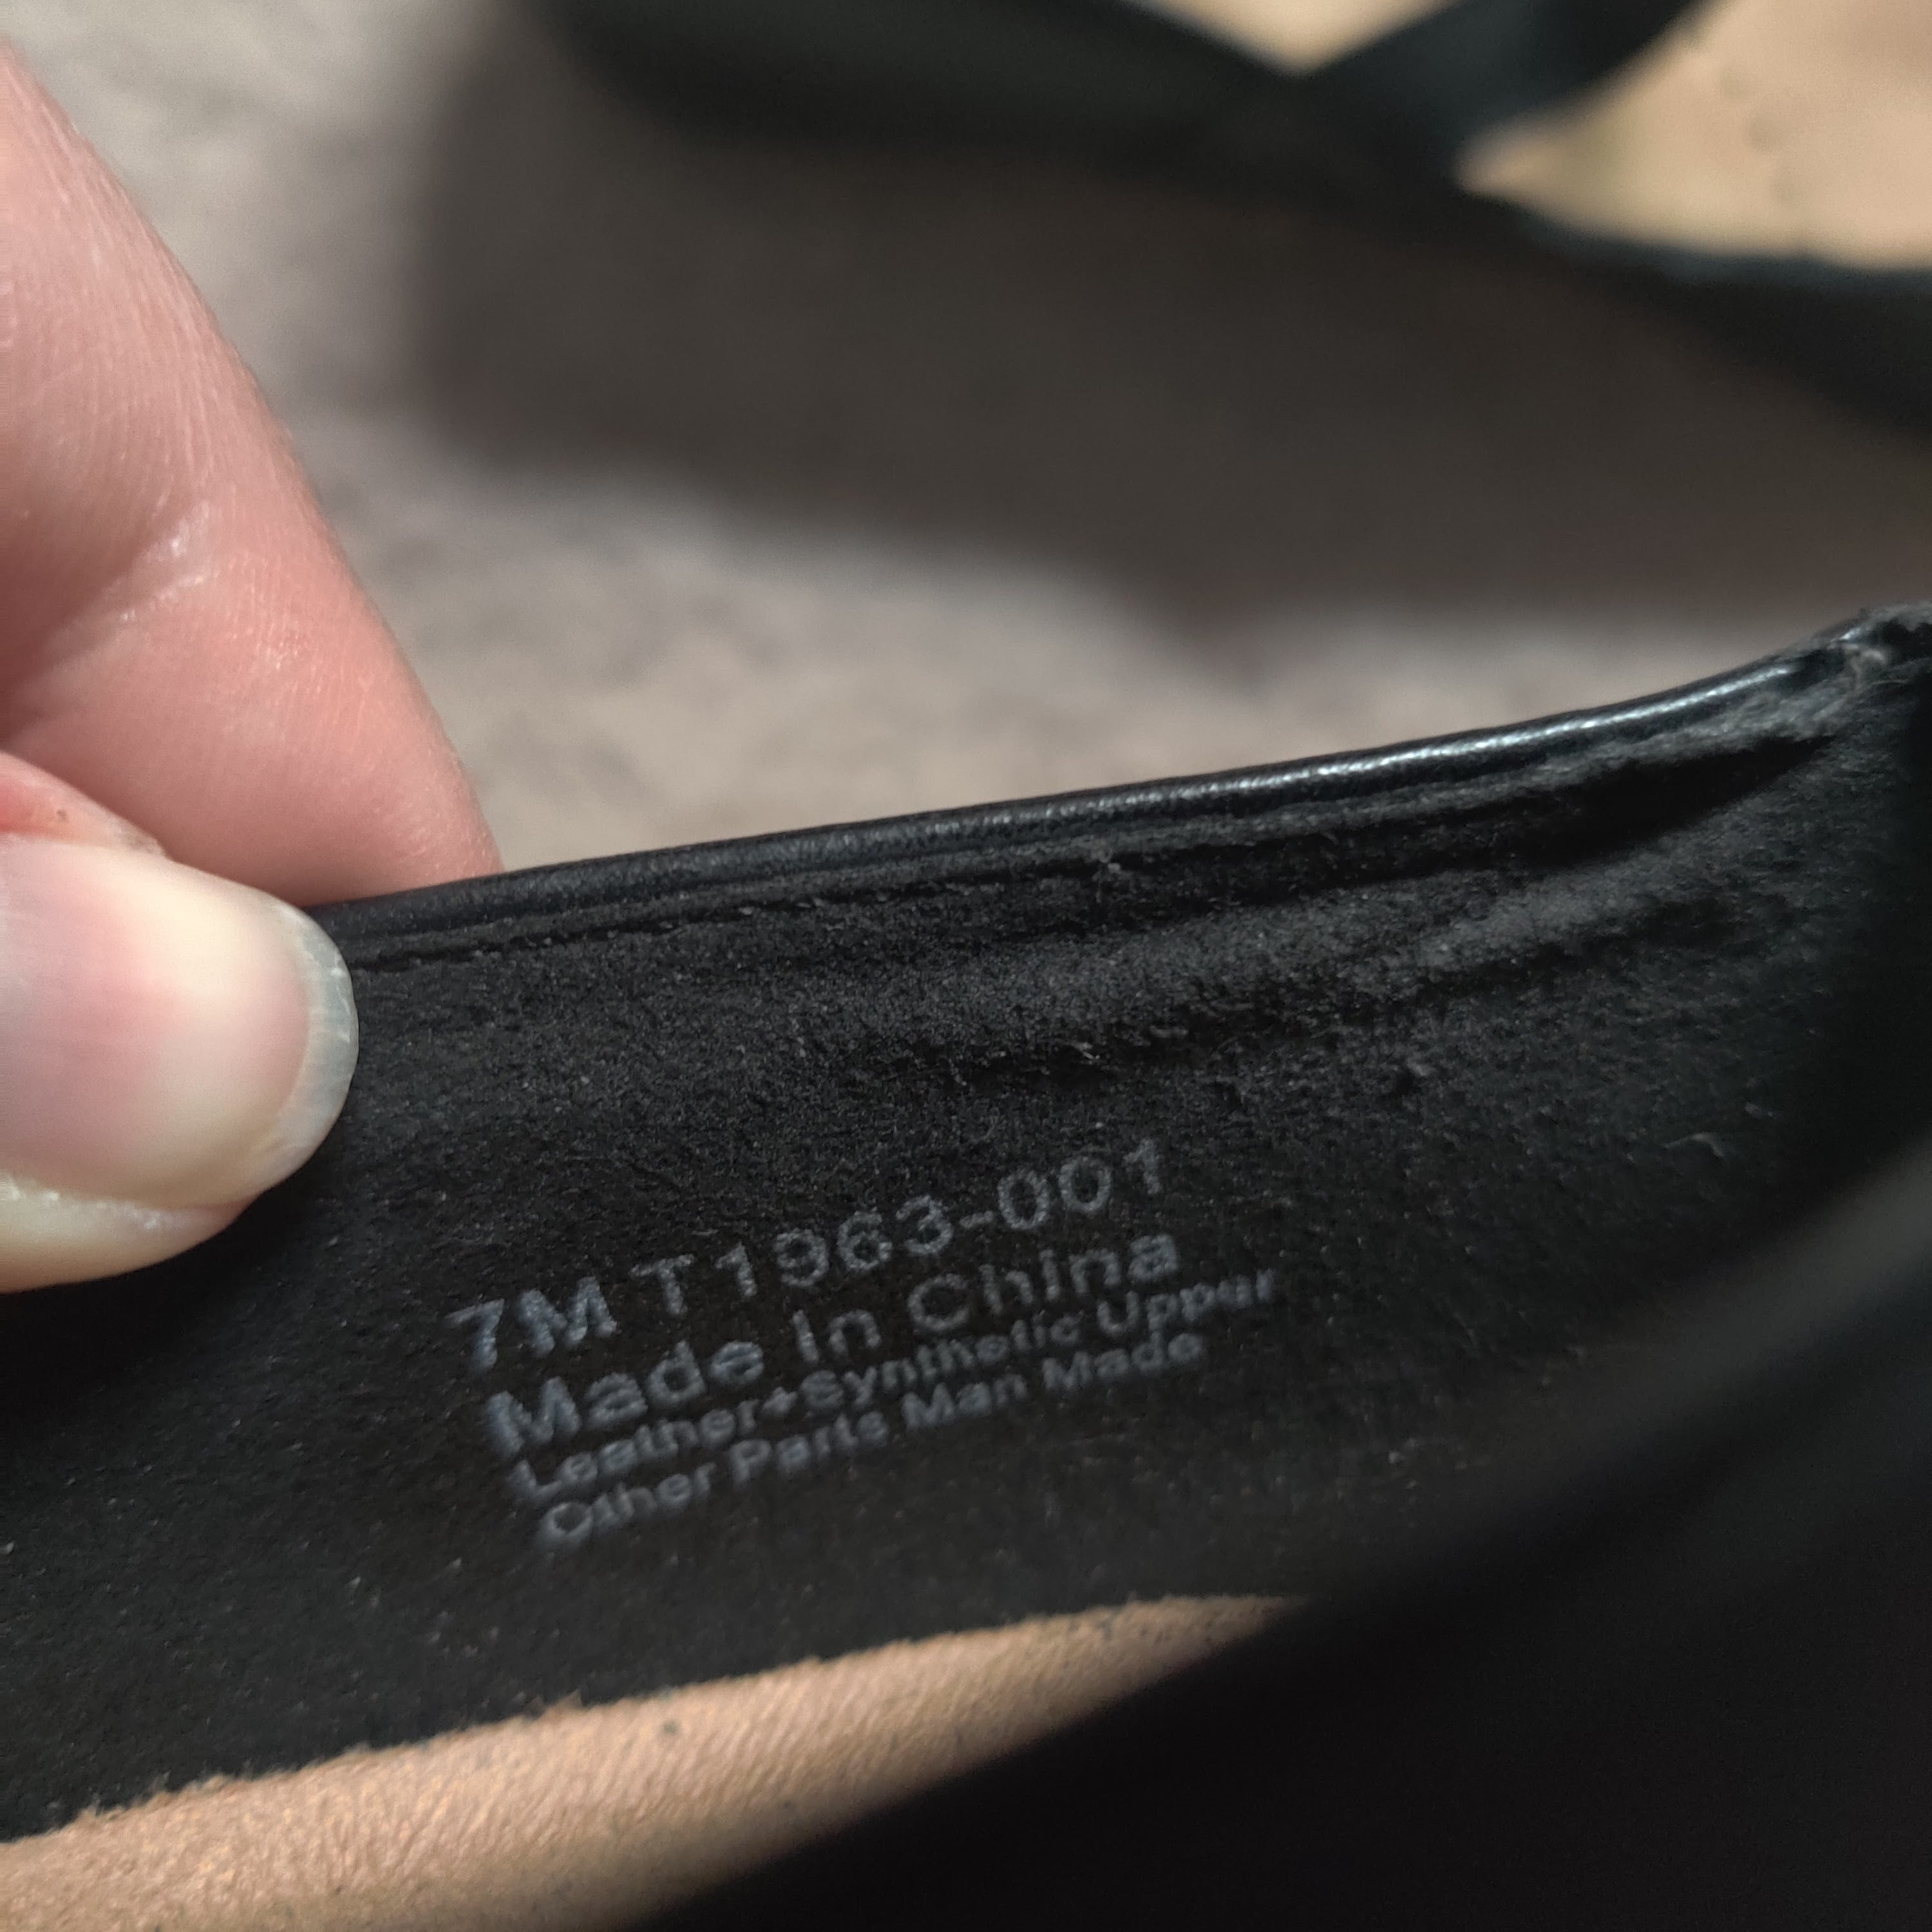 7M T1963-001
Made In China
Leather+Synthetic Upper
Other Parts Man Made